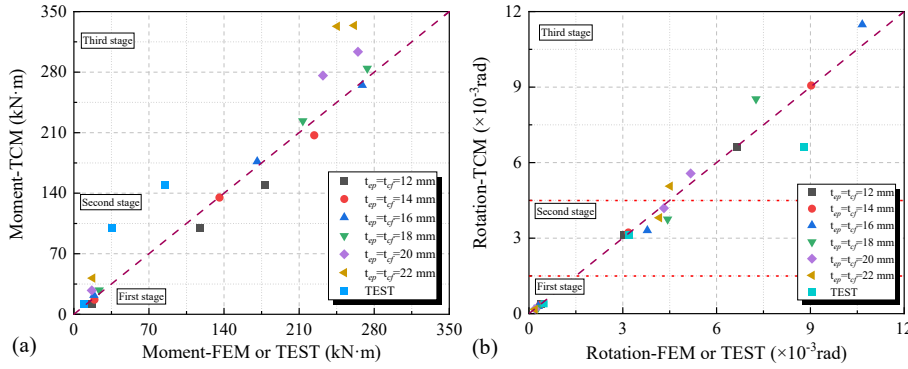 350
280
210
140
70
0
Moment-TCM (kN·m)
Third stage
Second stage
First stage
t_ep=t_cf=12 mm
t_ep=t_cf=14 mm
t_ep=t_cf=16 mm
t_ep=t_cf=18 mm
t_ep=t_cf=20 mm
t_ep=t_cf=22 mm
TEST
0 70 140 210 280 350
(a) Moment-FEM or TEST (kN·m)
12
9
6
3
0
Rotation-TCM (×10⁻³rad)
Third stage
Second stage
First stage
t_ep=t_cf=12 mm
t_ep=t_cf=14 mm
t_ep=t_cf=16 mm
t_ep=t_cf=18 mm
t_ep=t_cf=20 mm
t_ep=t_cf=22 mm
TEST
0 3 6 9 12
(b) Rotation-FEM or TEST (×10⁻³rad)